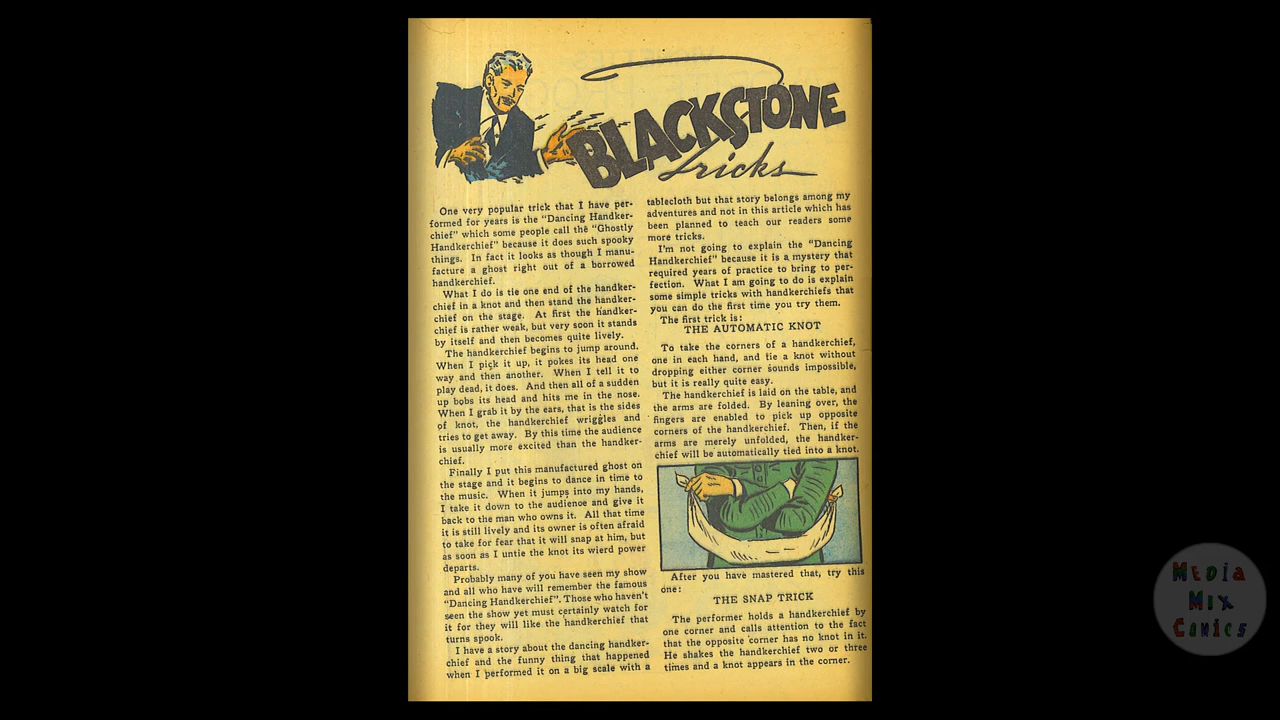 BLACKSTONE
tricks
One very popular trick that I have per-
formed for years is the "Dancing Handker-
chief" which some people call the "Ghostly
Handkerchief" because it does such spooky
things. In fact it looks as though I manu-
facture a ghost right out of a borrowed
handkerchief.
What I do is tie one end of the handker-
chief in a knot and then stand the handker-
chief on the stage. At first the handker-
chief is rather weak, but very soon it stands
by itself and then becomes quite lively.
The handkerchief begins to jump around.
When I pick it up, it pokes its head one
way and then another. When I tell it to
play dead, it does. And then all of a sudden
up bobs its head and hits me in the nose.
When I grab it by the ears, that is the sides
of knot, the handkerchief wriggles and
tries to get away. By this time the audience
is usually more excited than the handker-
chief.
Finally I put this manufactured ghost on
the stage and it begins to dance in time to
the music. When it jumps into my hands,
I take it down to the audience and give it
back to the man who owns it. All that time
it is still lively and its owner is often afraid
to take for fear that it will snap at him, but
as soon as I untie the knot its wierd power
departs.
Probably many of you have seen my show
and all who have will remember the famous
"Dancing Handkerchief". Those who haven't
seen the show yet must certainly watch for
it for they will like the handkerchief that
turns spook.
I have a story about the dancing handker-
chief and the funny thing that happened
when I performed it on a big scale with a
tablecloth but that story belongs among my
adventures and not in this article which has
been planned to teach our readers some
more tricks.
I'm not going to explain the "Dancing
Handkerchief" because it is a mystery that
required years of practice to bring to per-
fection. What I am going to do is explain
some simple tricks with handkerchiefs that
you can do the first time you try them.
The first trick is:
THE AUTOMATIC KNOT
To take the corners of a handkerchief,
one in each hand, and tie a knot without
dropping either corner sounds impossible,
but it is really quite easy.
The handkerchief is laid on the table, and
the arms are folded. By leaning over, the
fingers are enabled to pick up opposite
corners of the handkerchief. Then, if the
arms are merely unfolded, the handker-
chief will be automatically tied into a knot.
After you have mastered that, try this
one:
THE SNAP TRICK
The performer holds a handkerchief by
one corner and calls attention to the fact
that the opposite corner has no knot in it.
He shakes the handkerchief two or three
times and a knot appears in the corner.
Media
Mix
Comics